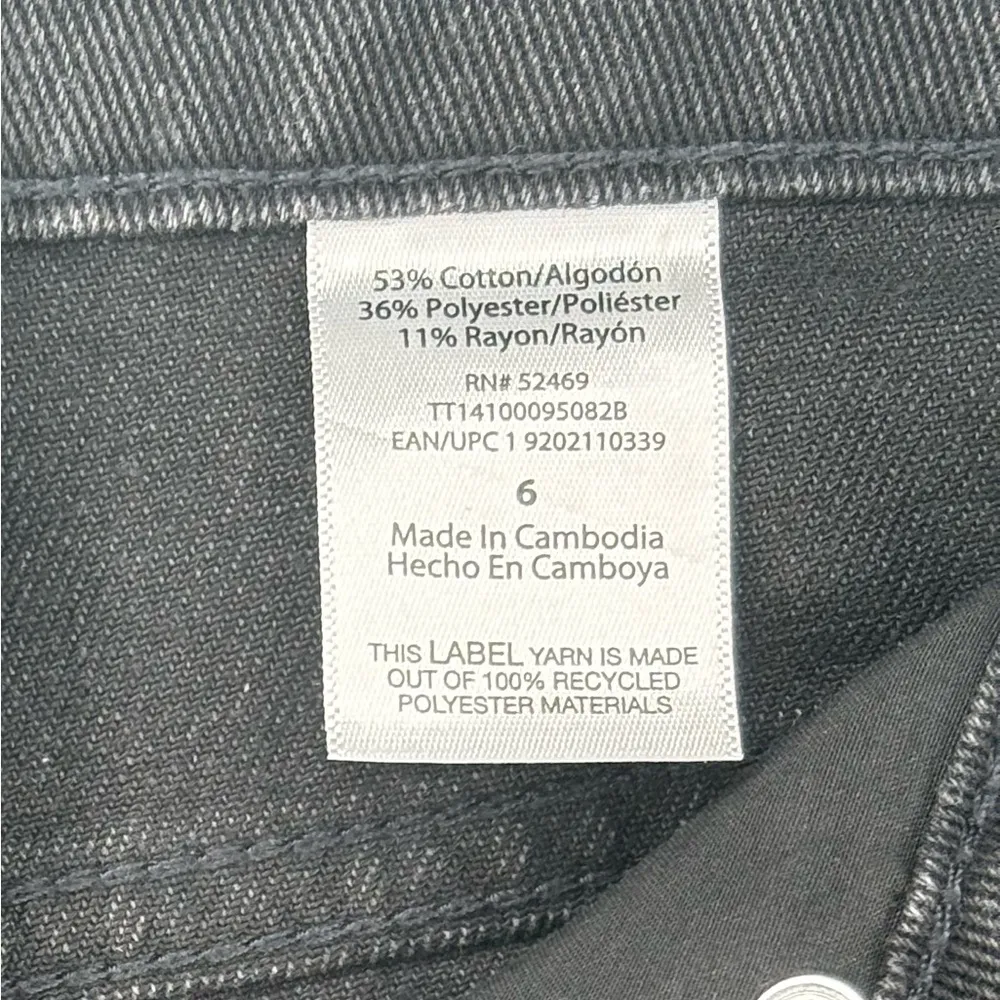 53% Cotton/Algodón
36% Polyester/Poliéster
11% Rayon/Rayón
RN# 52469
TT14100095082B
EAN/UPC 1 9202110339
6
Made In Cambodia
Hecho En Camboya
THIS LABEL YARN IS MADE
OUT OF 100% RECYCLED
POLYESTER MATERIALS